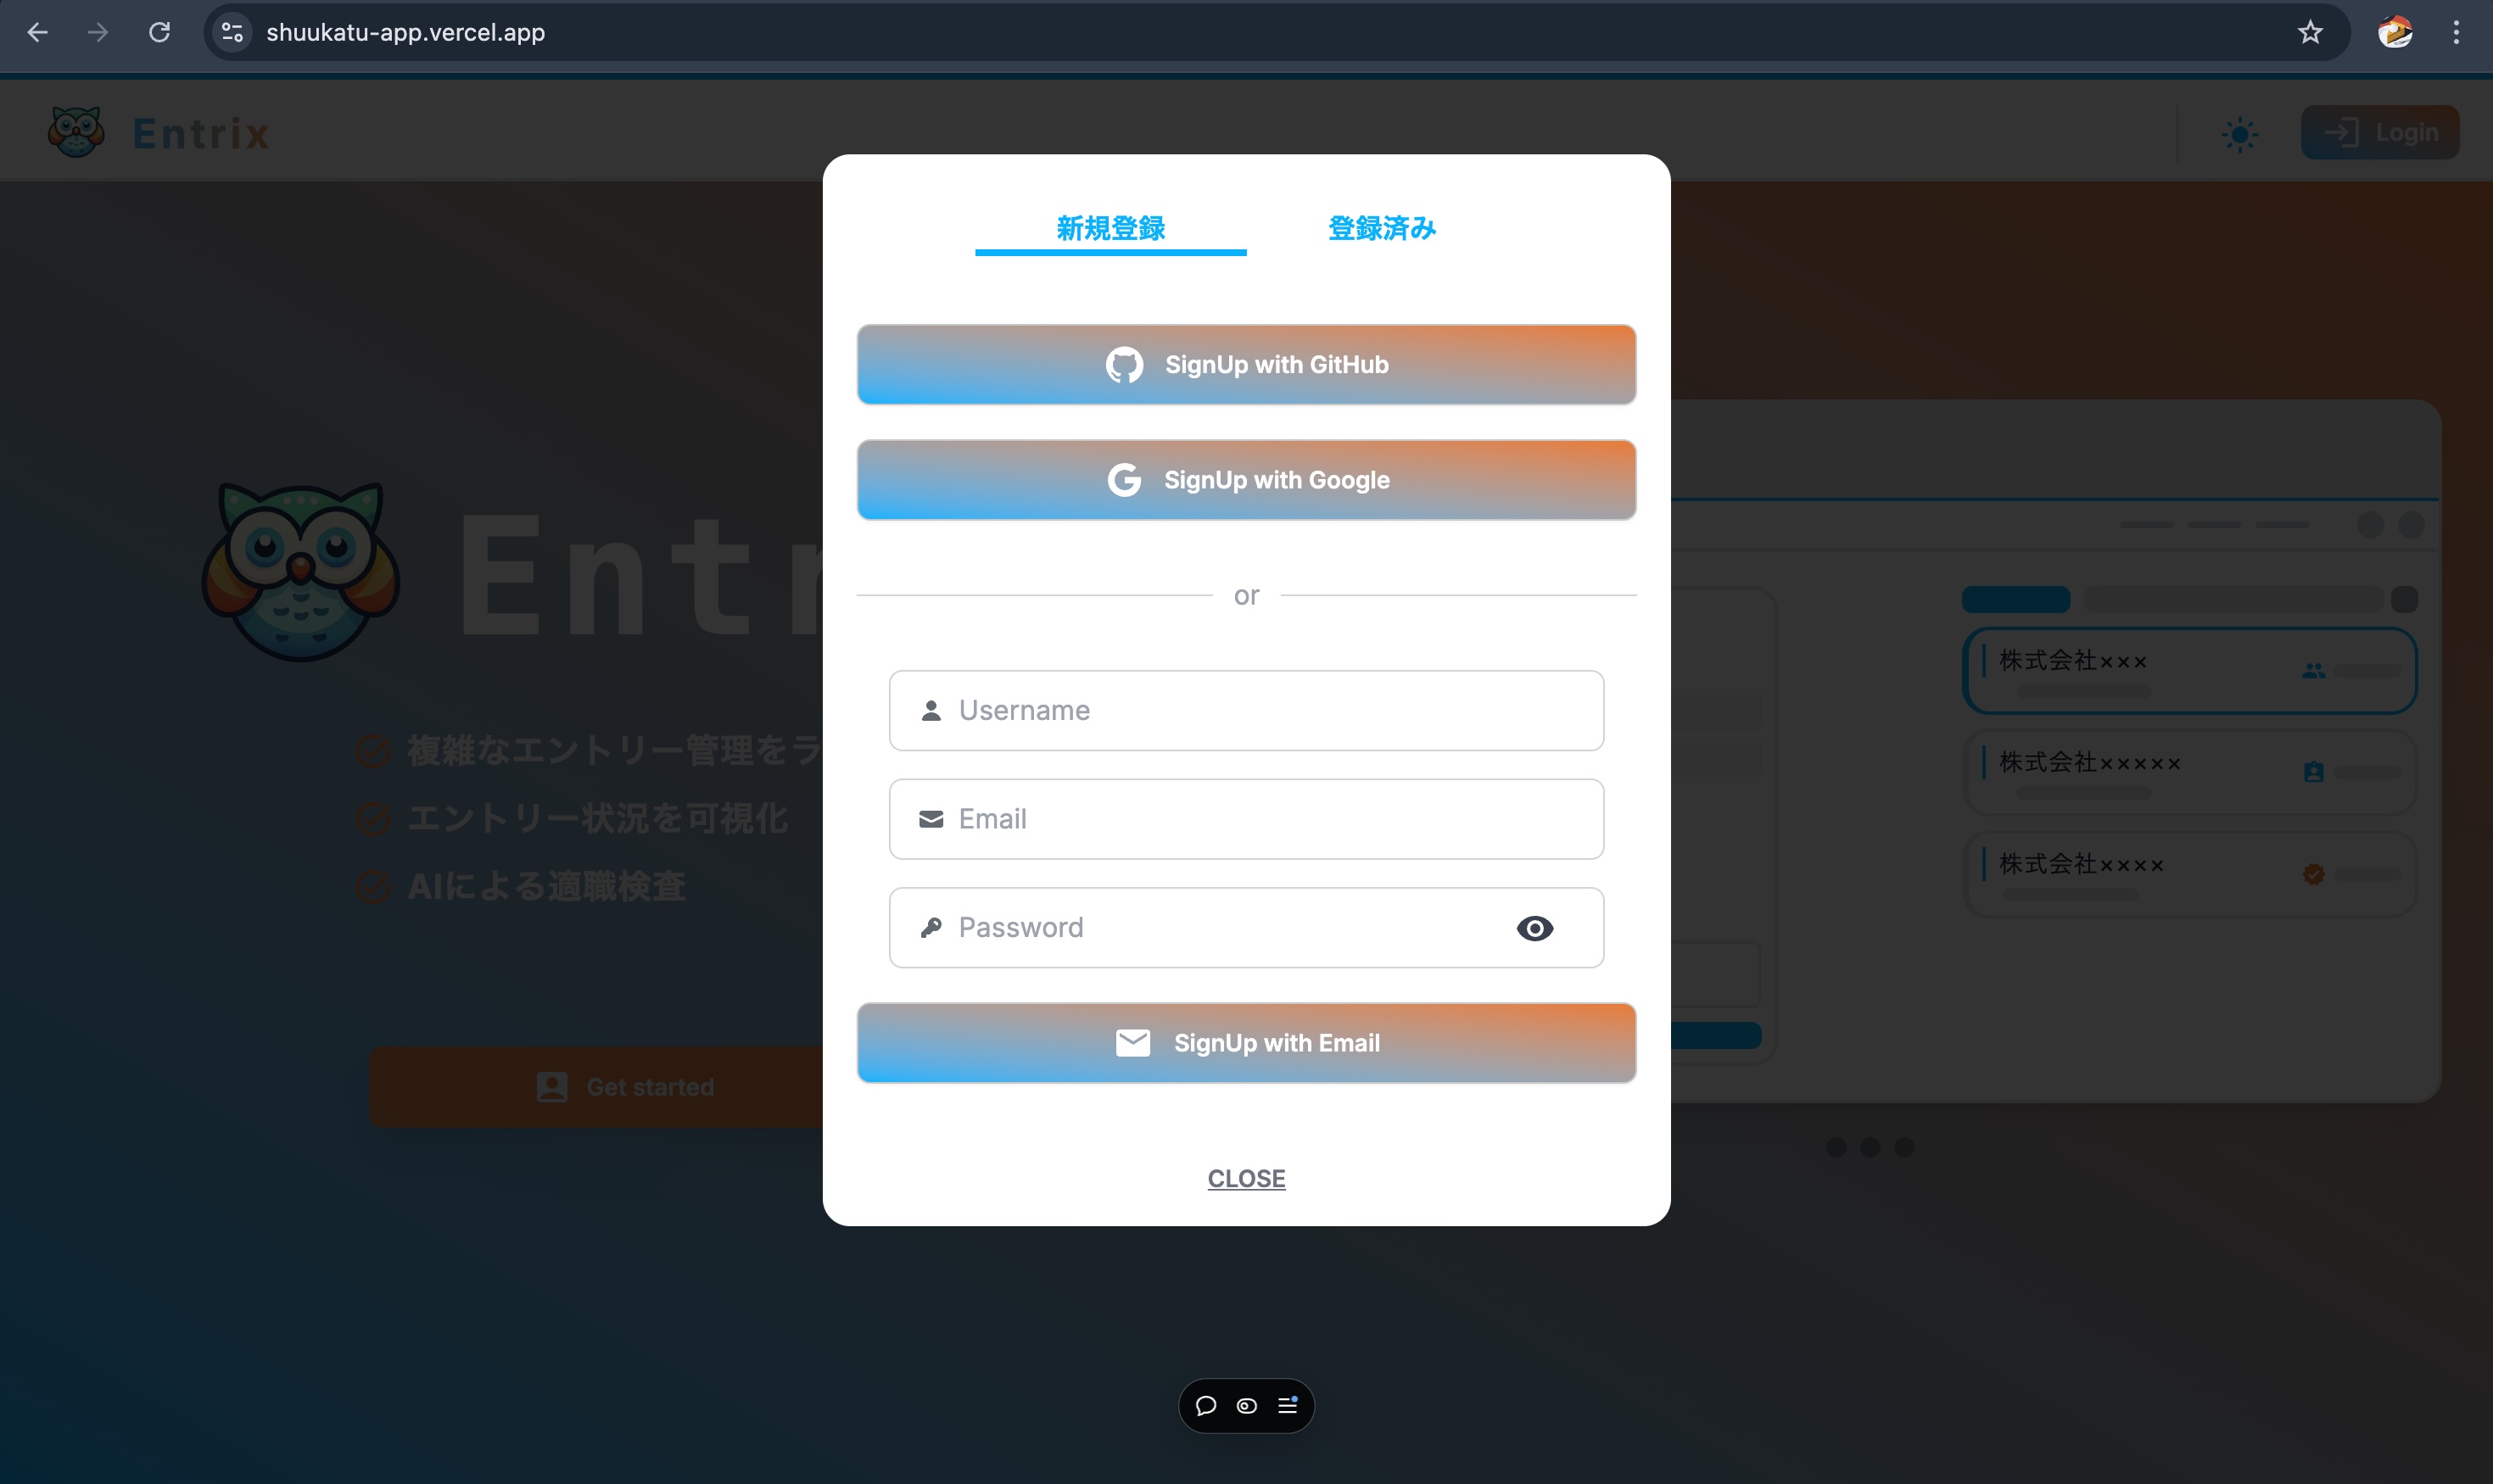 shuukatu-app.vercel.app
Entrix
Login
新規登録
登録済み
SignUp with GitHub
SignUp with Google
or
Username
Email
Password
SignUp with Email
CLOSE
Entr
複雑なエントリー管理をラ
エントリー状況を可視化
AIによる適職検査
Get started
株式会社×××
株式会社×××××
株式会社××××